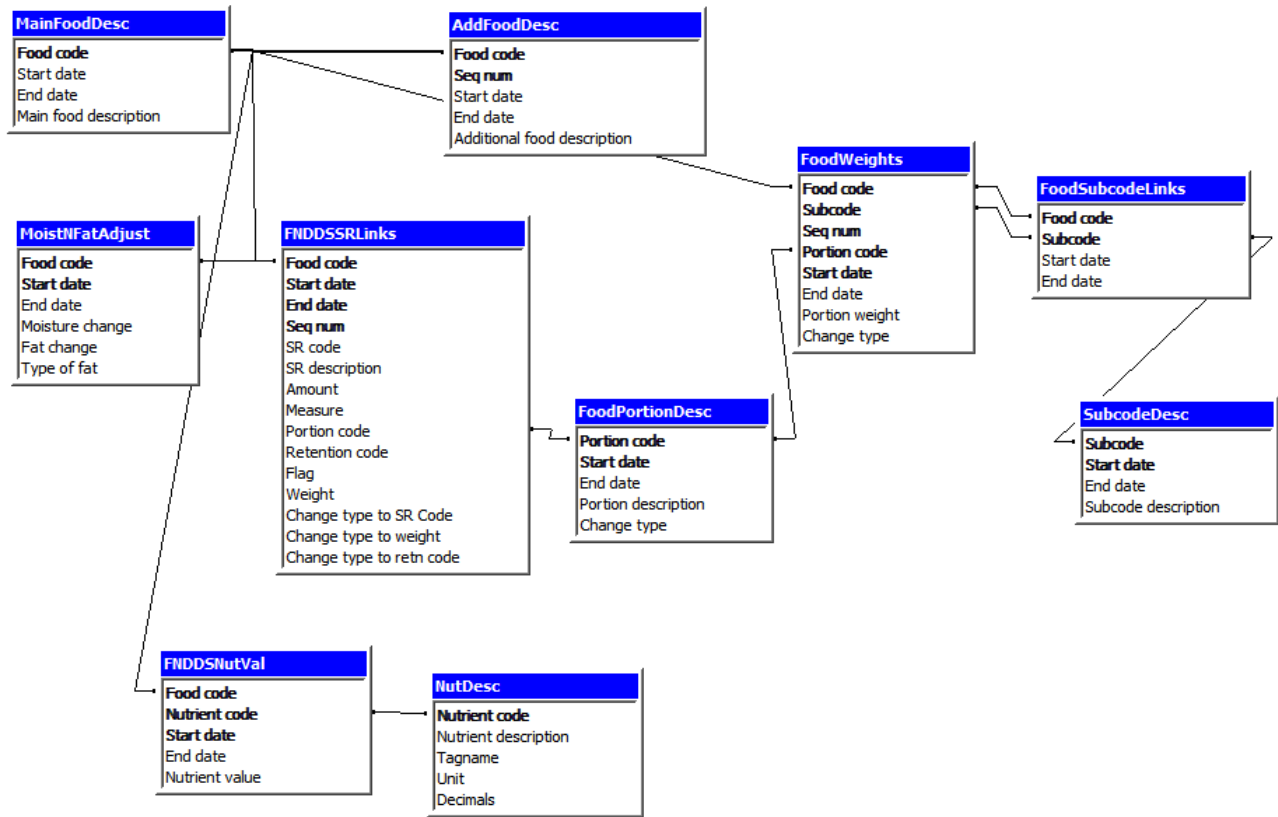 MainFoodDesc
Food code
Start date
End date
Main food description
AddFoodDesc
Food code
Seq num
Start date
End date
Additional food description
FoodWeights
Food code
Subcode
Seq num
Portion code
Start date
End date
Portion weight
Change type
FoodSubcodeLinks
Food code
Subcode
Start date
End date
MoistNFatAdjust
Food code
Start date
End date
Moisture change
Fat change
Type of fat
FNDDSSRLinks
Food code
Start date
End date
Seq num
SR code
SR description
Amount
Measure
Portion code
Retention code
Flag
Weight
Change type to SR Code
Change type to weight
Change type to retn code
FoodPortionDesc
Portion code
Start date
End date
Portion description
Change type
SubcodeDesc
Subcode
Start date
End date
Subcode description
FNDDSNutVal
Food code
Nutrient code
Start date
End date
Nutrient value
NutDesc
Nutrient code
Nutrient description
Tagname
Unit
Decimals